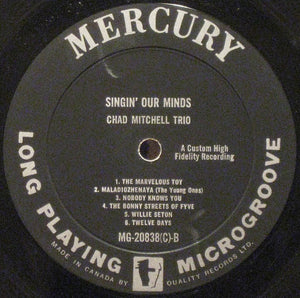 MERCURY
SINGIN' OUR MINDS
CHAD MITCHELL TRIO
A Custom High
Fidelity Recording
1. THE MARVELOUS TOY
2. MALADIOZHENAYA (The Young Ones)
3. NOBODY KNOWS YOU
4. THE BONNY STREETS OF FYVE
5. WILLIE SETON
6. TWELVE DAYS
MG-20838(C)-B
LONG PLAYING MICROGROOVE
MADE IN CANADA BY QUALITY RECORDS LTD.